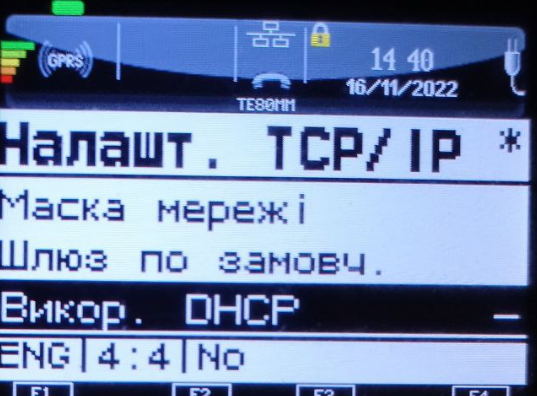 GPRS
14 40
16/11/2022
TE80MM
Налашт. TCP/IP *
Маска мережі
Шлюз по замовч.
Викор. DHCP –
ENG|4:4|No
F1 F2 F3 F4